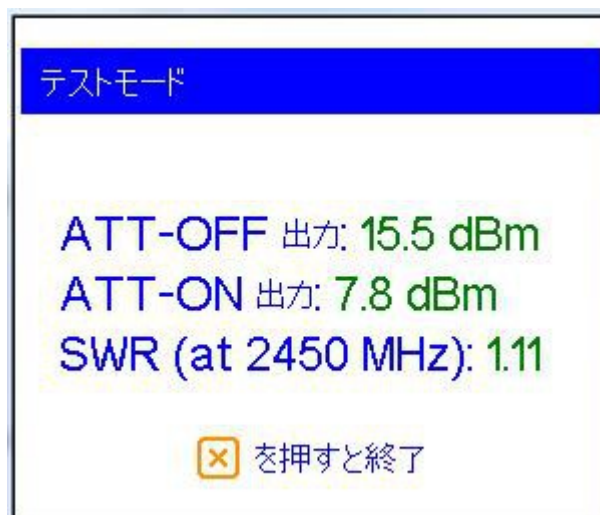 テストモード
ATT-OFF 出力: 15.5 dBm
ATT-ON 出力: 7.8 dBm
SWR (at 2450 MHz): 1.11
を押すと終了